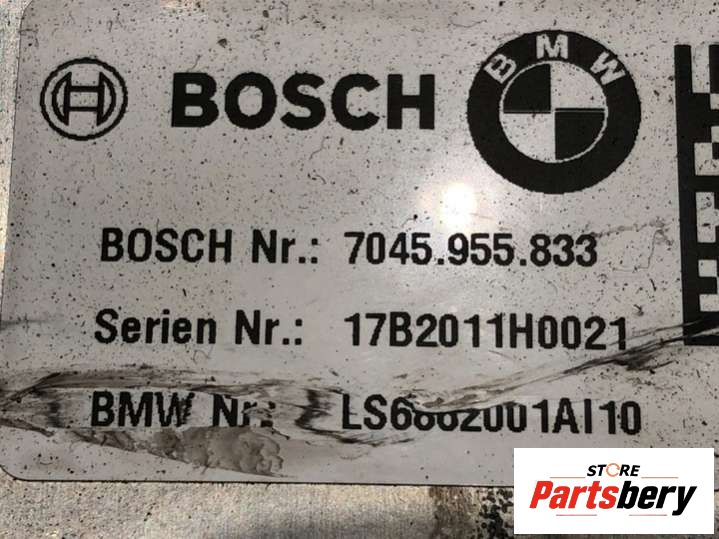 BOSCH
BMW
BOSCH Nr.: 7045.955.833
Serien Nr.: 17B2011H0021
BMW Nr.:
STORE
Partsbery